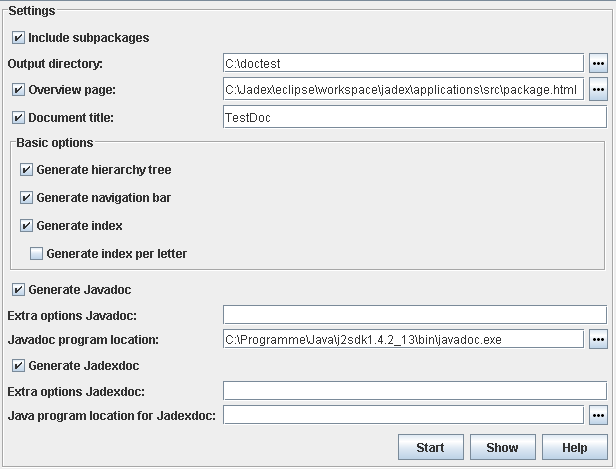 Settings
Include subpackages
Output directory: C:\doctest ...
Overview page: C:\Jadex\eclipse\workspace\jadex\applications\src\package.html ...
Document title: TestDoc
Basic options
Generate hierarchy tree
Generate navigation bar
Generate index
Generate index per letter
Generate Javadoc
Extra options Javadoc:
Javadoc program location: C:\Programme\Java\j2sdk1.4.2_13\bin\javadoc.exe ...
Generate Jadexdoc
Extra options Jadexdoc:
Java program location for Jadexdoc: ...
Start Show Help